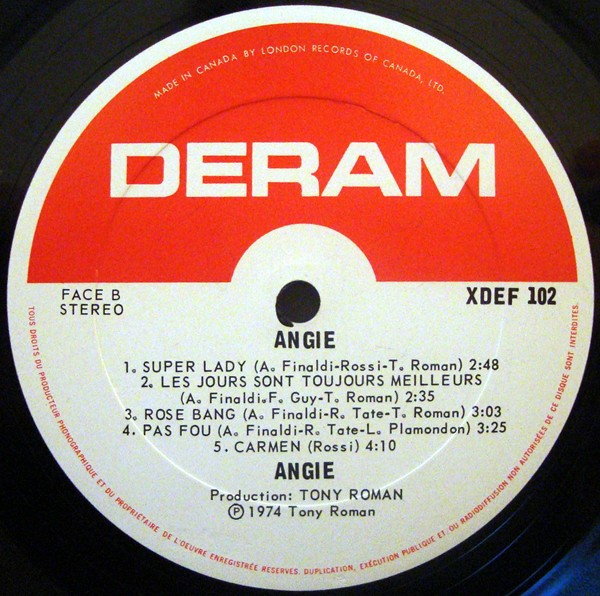 MADE IN CANADA BY LONDON RECORDS OF CANADA, LTD.
DERAM
FACE B
STEREO
XDEF 102
ANGIE
1. SUPER LADY (A. Finaldi-Rossi-T. Roman) 2:48
2. LES JOURS SONT TOUJOURS MEILLEURS
(A. Finaldi-F. Guy-T. Roman) 2:35
3. ROSE BANG (A. Finaldi-R. Tate-T. Roman) 3:03
4. PAS FOU (A. Finaldi-R. Tate-L. Plamondon) 3:25
5. CARMEN (Rossi) 4:10
ANGIE
Production: TONY ROMAN
℗ 1974 Tony Roman
TOUS DROITS DU PRODUCTEUR PHONOGRAPHIQUE ET DU PROPRIÉTAIRE DE L'OEUVRE ENREGISTRÉE RESERVÉS. DUPLICATION, EXÉCUTION PUBLIQUE ET/OU RADIODIFFUSION NON AUTORISÉES DE CE DISQUE SONT INTERDITES.